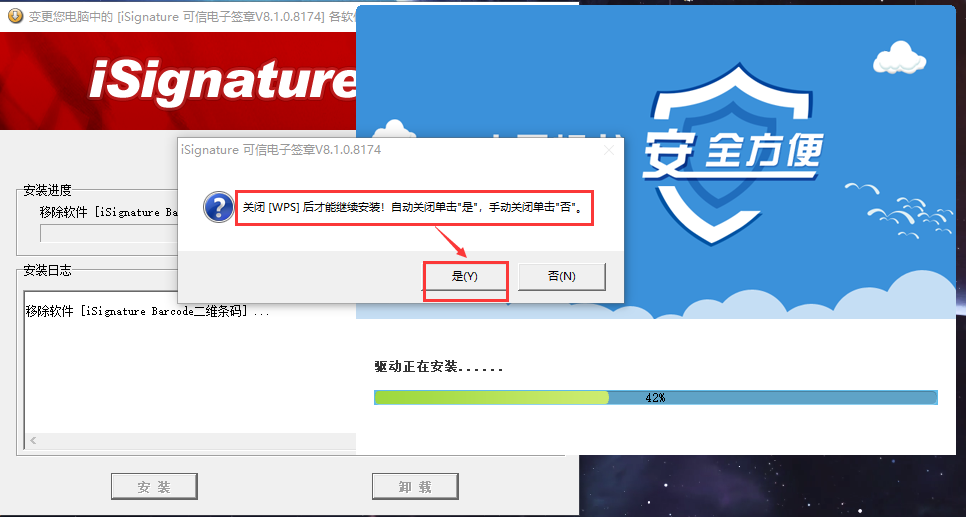 变更您电脑中的 [iSignature 可信电子签章V8.1.0.8174] 各软
iSignature
安全方便
iSignature 可信电子签章V8.1.0.8174
关闭 [WPS] 后才能继续安装！自动关闭单击"是"，手动关闭单击"否"。
是(Y)
否(N)
安装进度
移除软件 [iSignature Ba
安装日志
移除软件 [iSignature Barcode二维条码] ...
驱动正在安装......
42%
安 装
卸 载